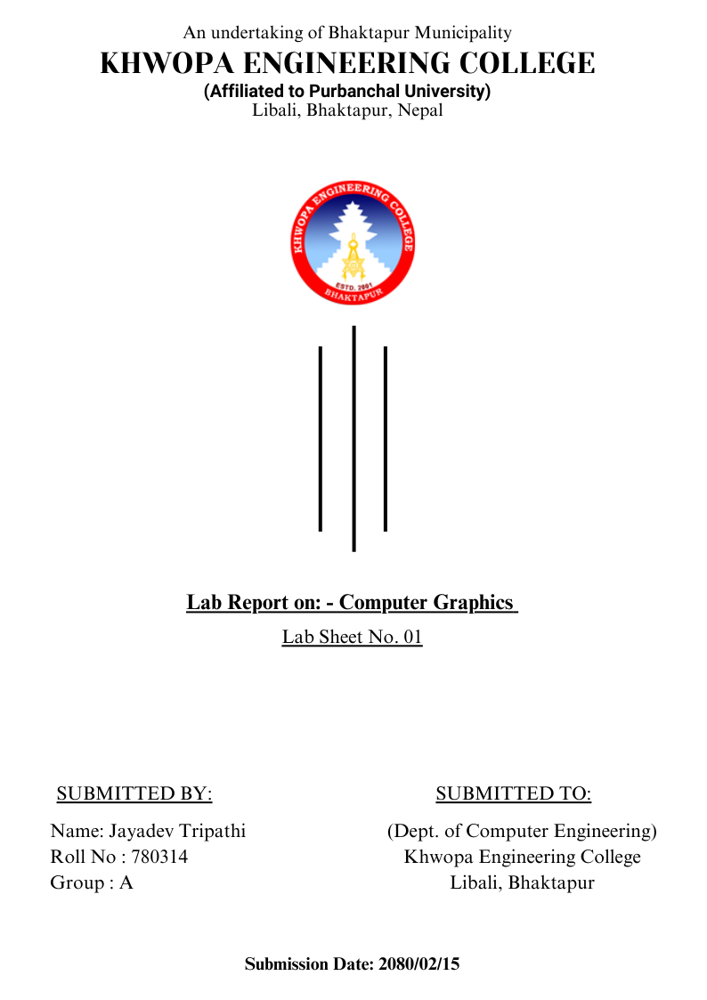 An undertaking of Bhaktapur Municipality
KHWOPA ENGINEERING COLLEGE
(Affiliated to Purbanchal University)
Libali, Bhaktapur, Nepal
KHWOPA ENGINEERING COLLEGE
ESTD. 2001
BHAKTAPUR
Lab Report on: - Computer Graphics
Lab Sheet No. 01
SUBMITTED BY:
Name: Jayadev Tripathi
Roll No : 780314
Group : A
SUBMITTED TO:
(Dept. of Computer Engineering)
Khwopa Engineering College
Libali, Bhaktapur
Submission Date: 2080/02/15